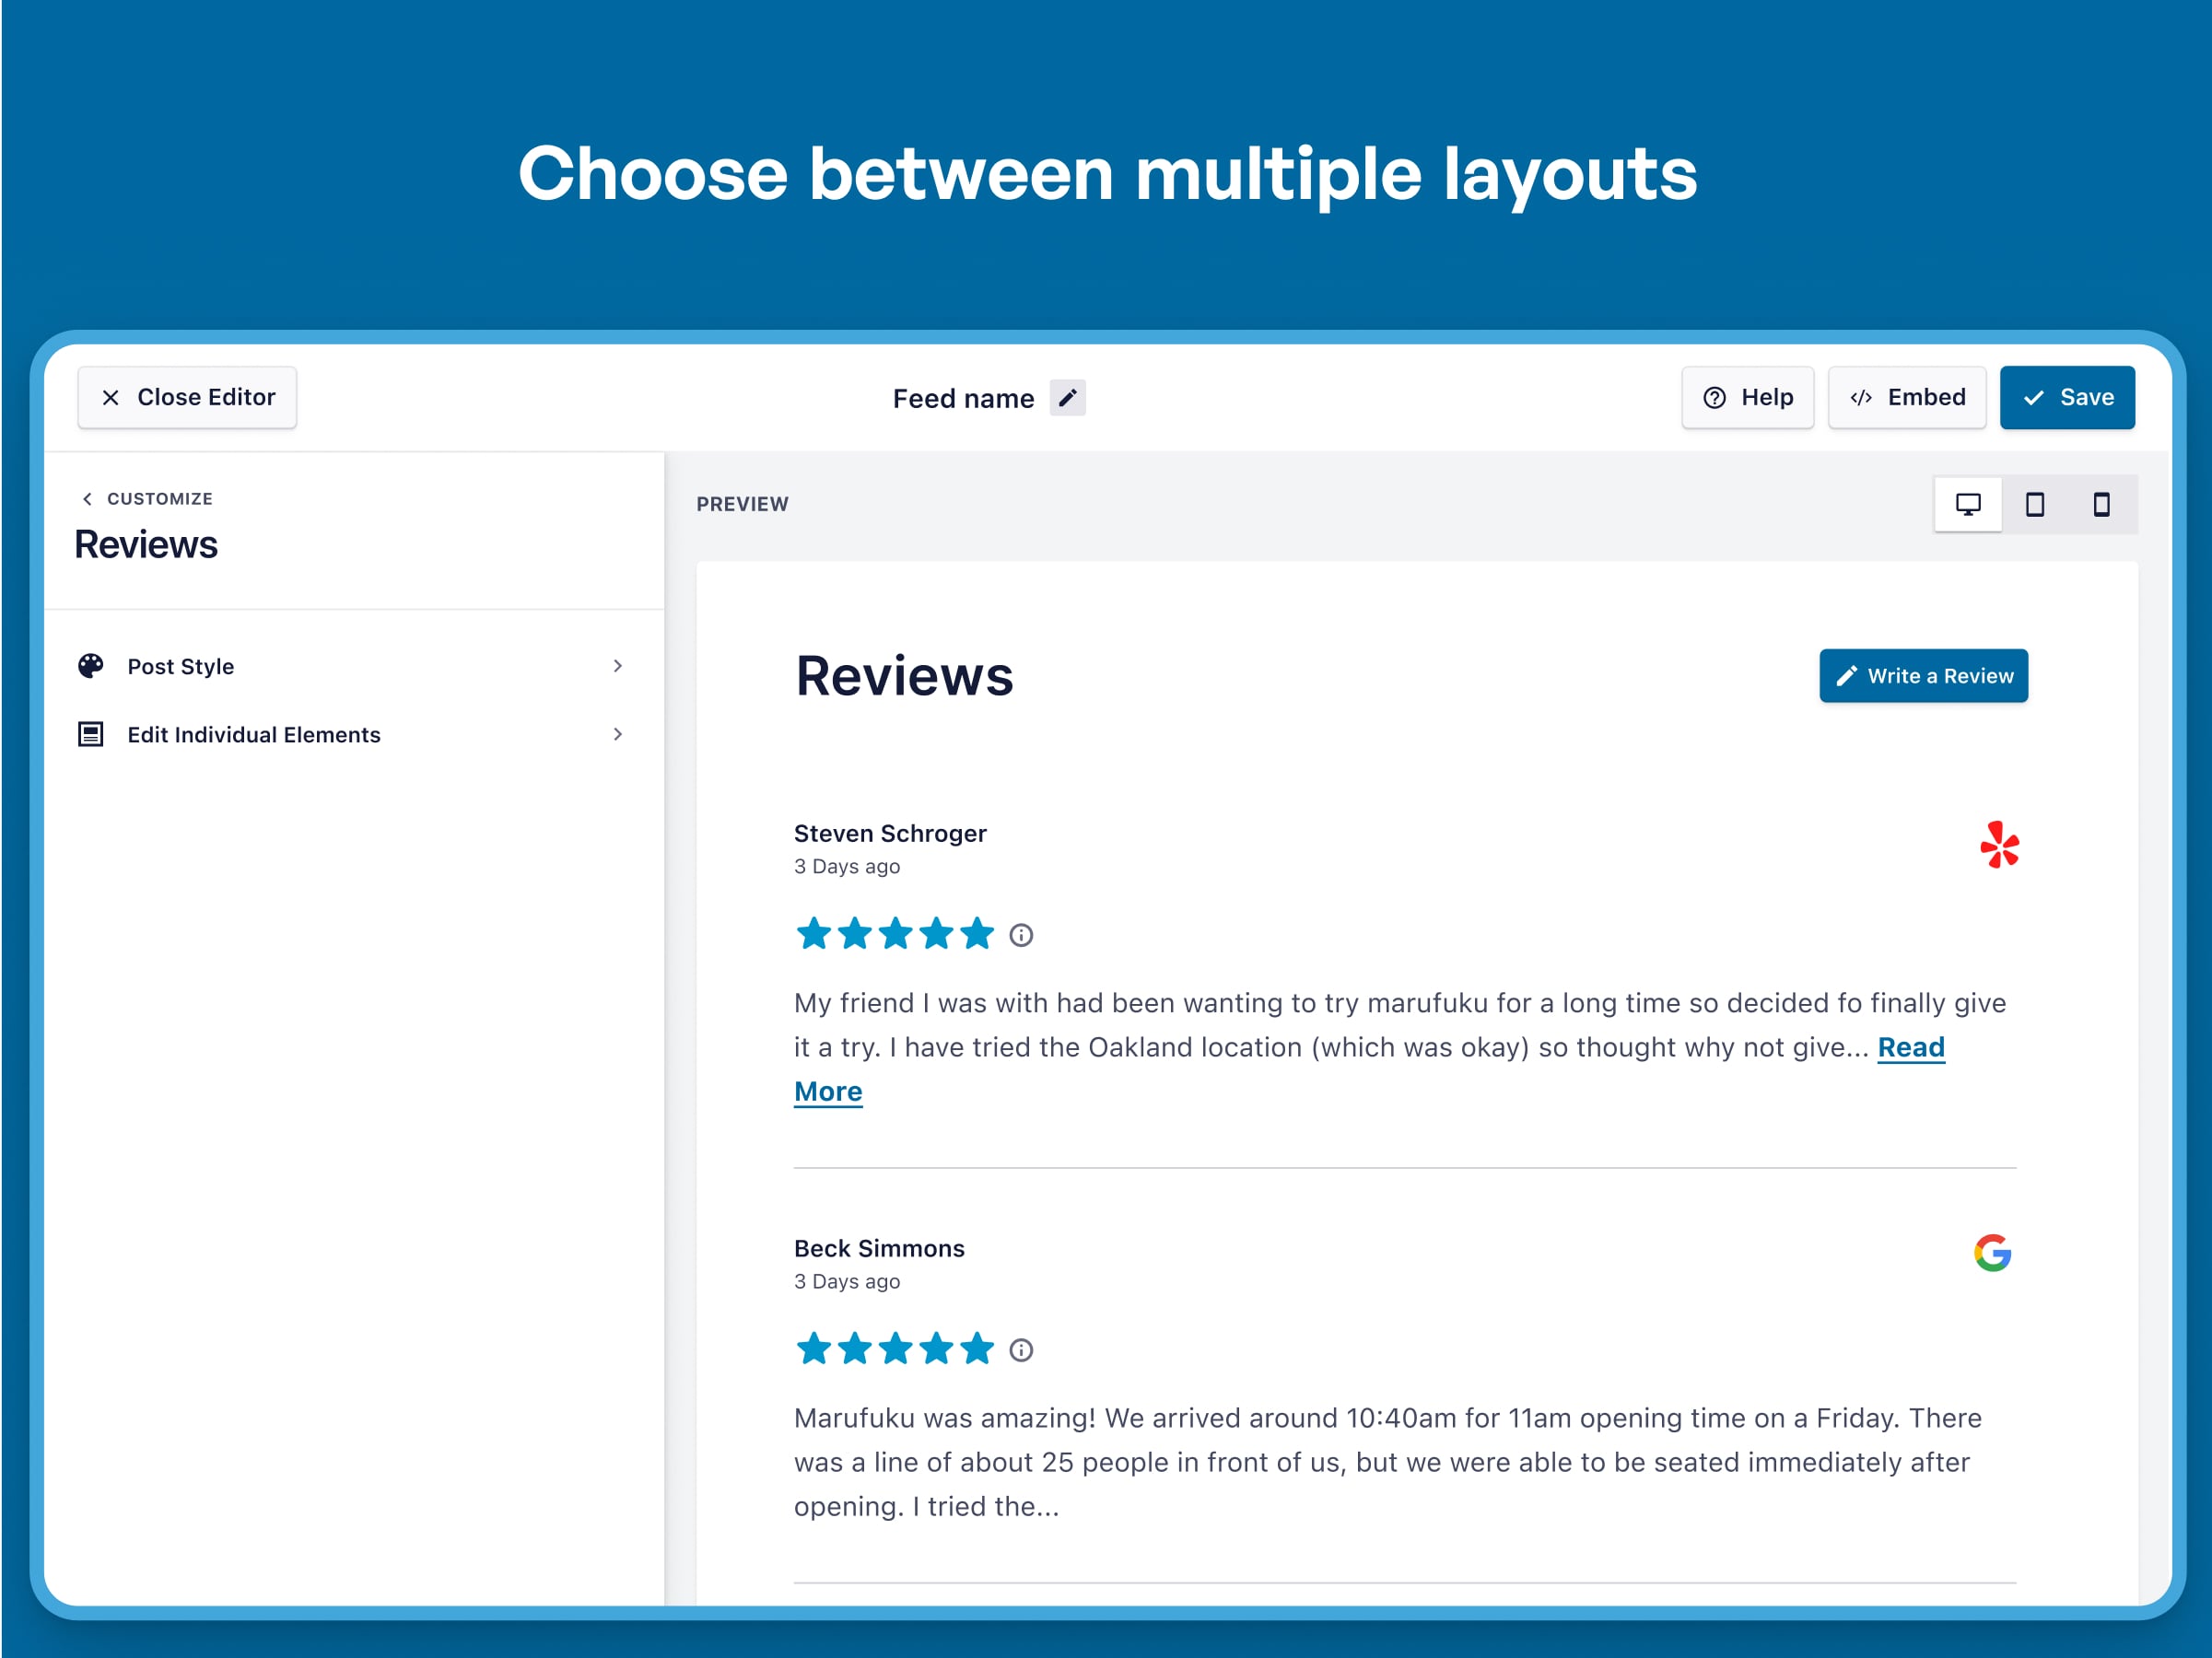 Choose between multiple layouts
Close Editor
Feed name
Help
Embed
Save
CUSTOMIZE
Reviews
Post Style
Edit Individual Elements
PREVIEW
Reviews
Write a Review
Steven Schroger
3 Days ago
My friend I was with had been wanting to try marufuku for a long time so decided fo finally give
it a try. I have tried the Oakland location (which was okay) so thought why not give... Read
More
Beck Simmons
3 Days ago
Marufuku was amazing! We arrived around 10:40am for 11am opening time on a Friday. There
was a line of about 25 people in front of us, but we were able to be seated immediately after
opening. I tried the...